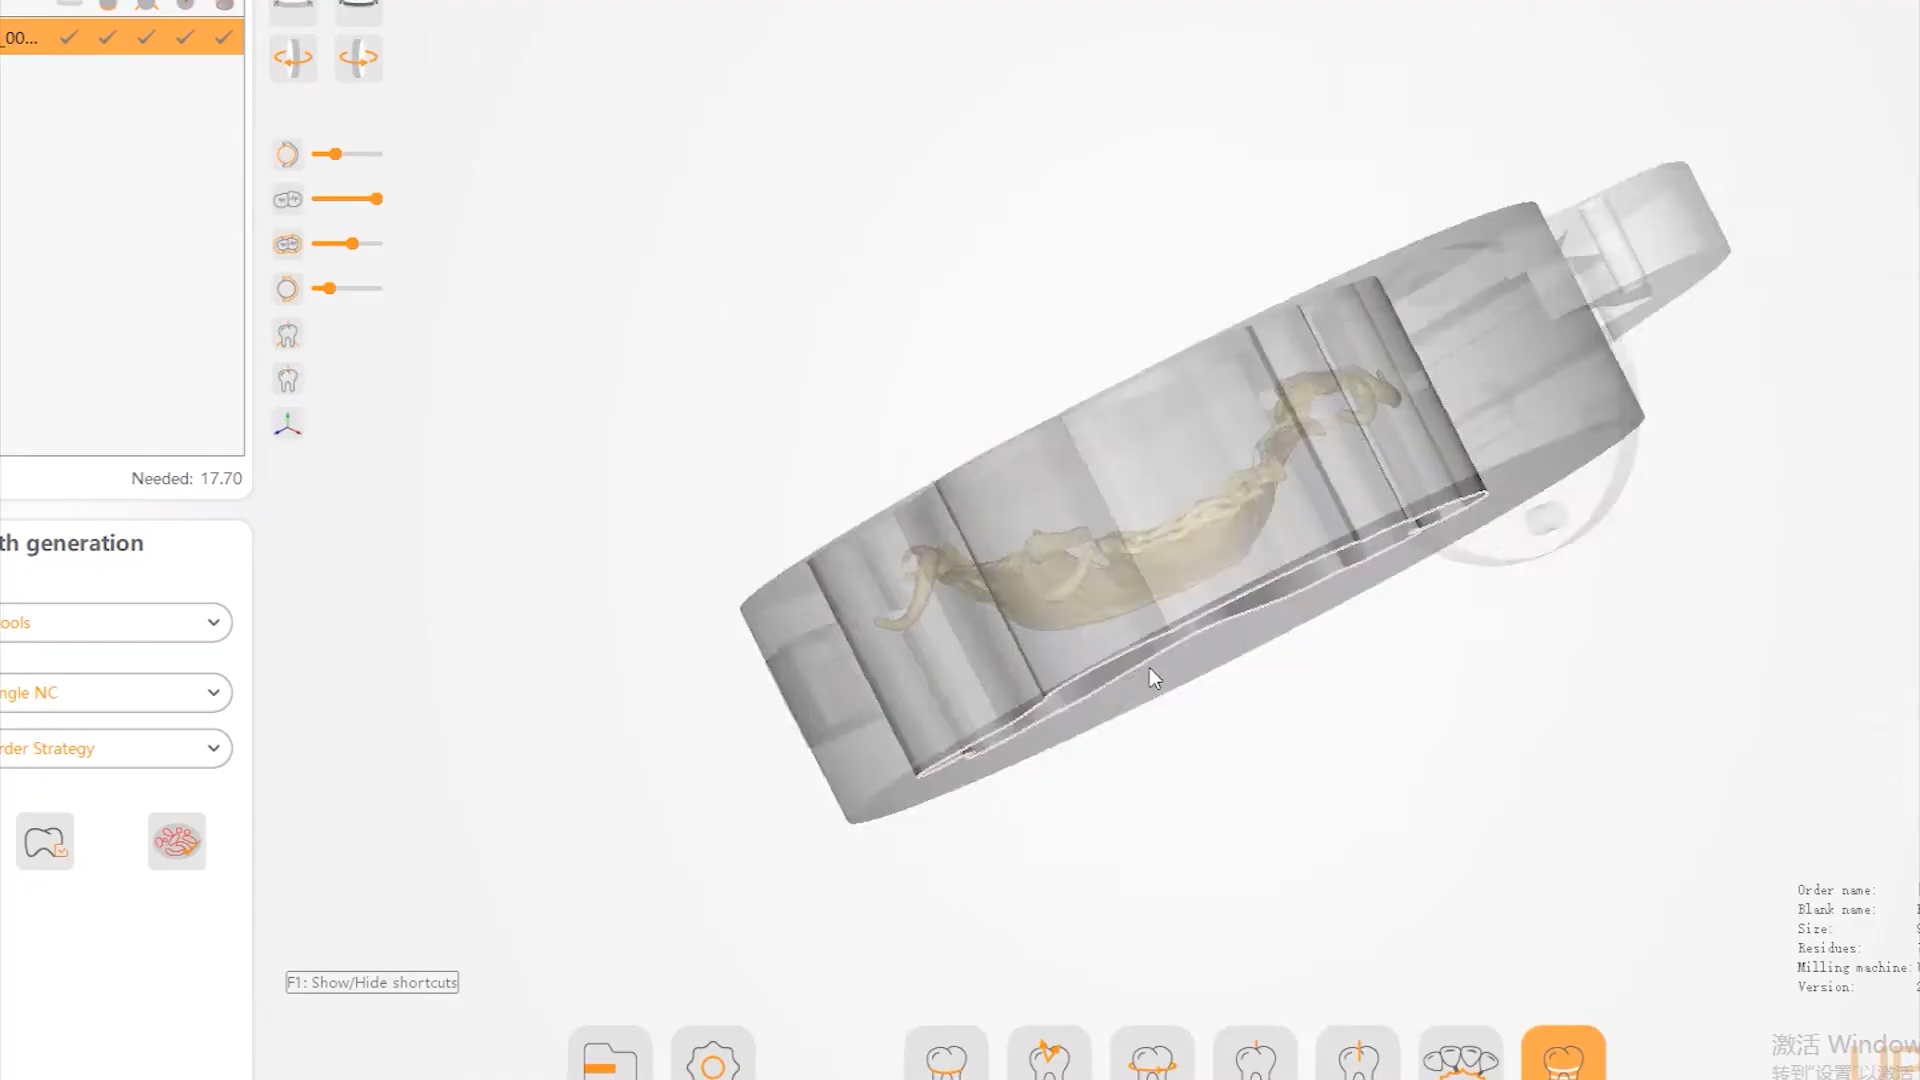 _00...
Needed: 17.70
th generation
ools
ngle NC
rder Strategy
F1: Show/Hide shortcuts
Order name:
Blank name:
Size:
Residues:
Milling machine:
Version:
激活 Window
转到"设置"以激活